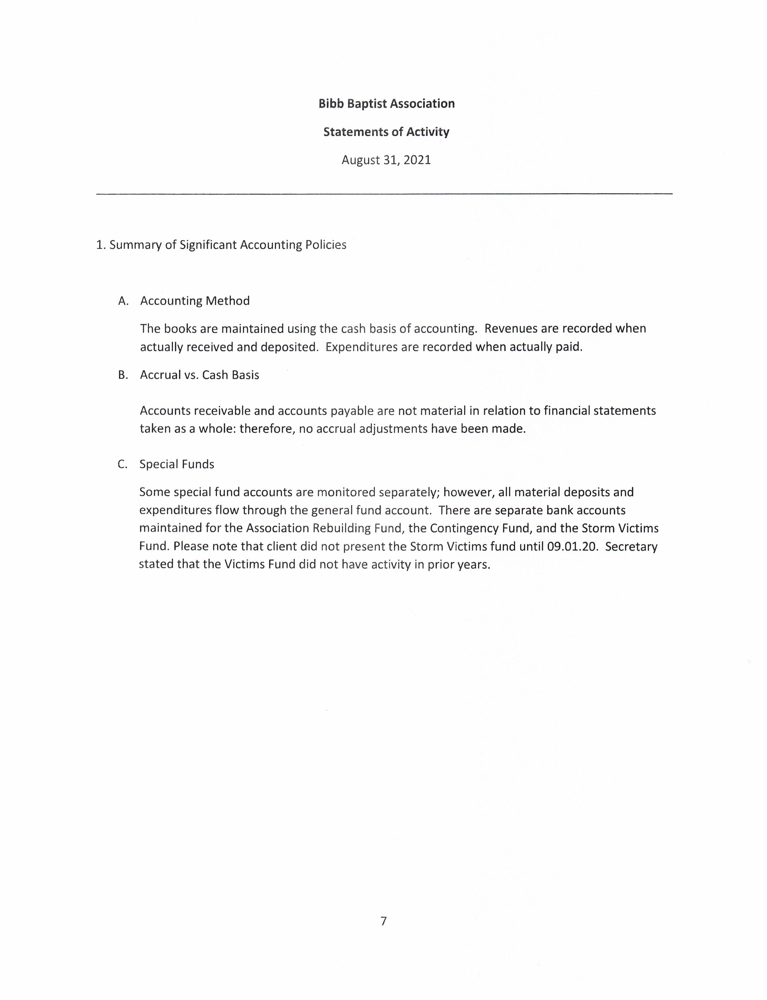 Bibb Baptist Association
Statements of Activity
August 31, 2021
1. Summary of Significant Accounting Policies
A. Accounting Method
The books are maintained using the cash basis of accounting. Revenues are recorded when
actually received and deposited. Expenditures are recorded when actually paid.
B. Accrual vs. Cash Basis
Accounts receivable and accounts payable are not material in relation to financial statements
taken as a whole: therefore, no accrual adjustments have been made.
C. Special Funds
Some special fund accounts are monitored separately; however, all material deposits and
expenditures flow through the general fund account. There are separate bank accounts
maintained for the Association Rebuilding Fund, the Contingency Fund, and the Storm Victims
Fund. Please note that client did not present the Storm Victims fund until 09.01.20. Secretary
stated that the Victims Fund did not have activity in prior years.
7